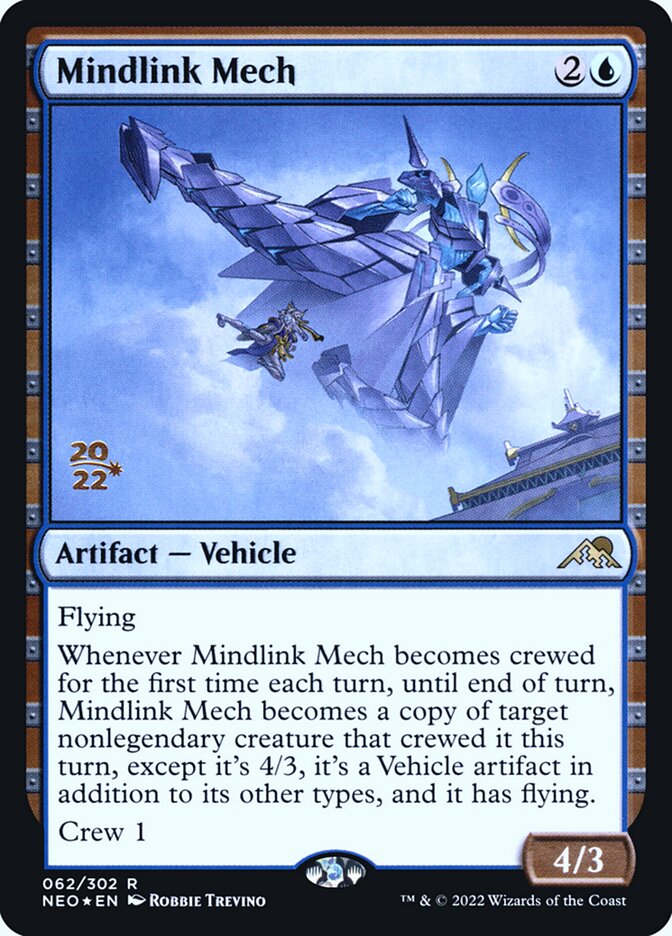 Mindlink Mech 2
20
22
Artifact — Vehicle
Flying
Whenever Mindlink Mech becomes crewed
for the first time each turn, until end of turn,
Mindlink Mech becomes a copy of target
nonlegendary creature that crewed it this
turn, except it's 4/3, it's a Vehicle artifact in
addition to its other types, and it has flying.
Crew 1
4/3
062/302 R
NEO★EN Robbie Trevino ™ & © 2022 Wizards of the Coast